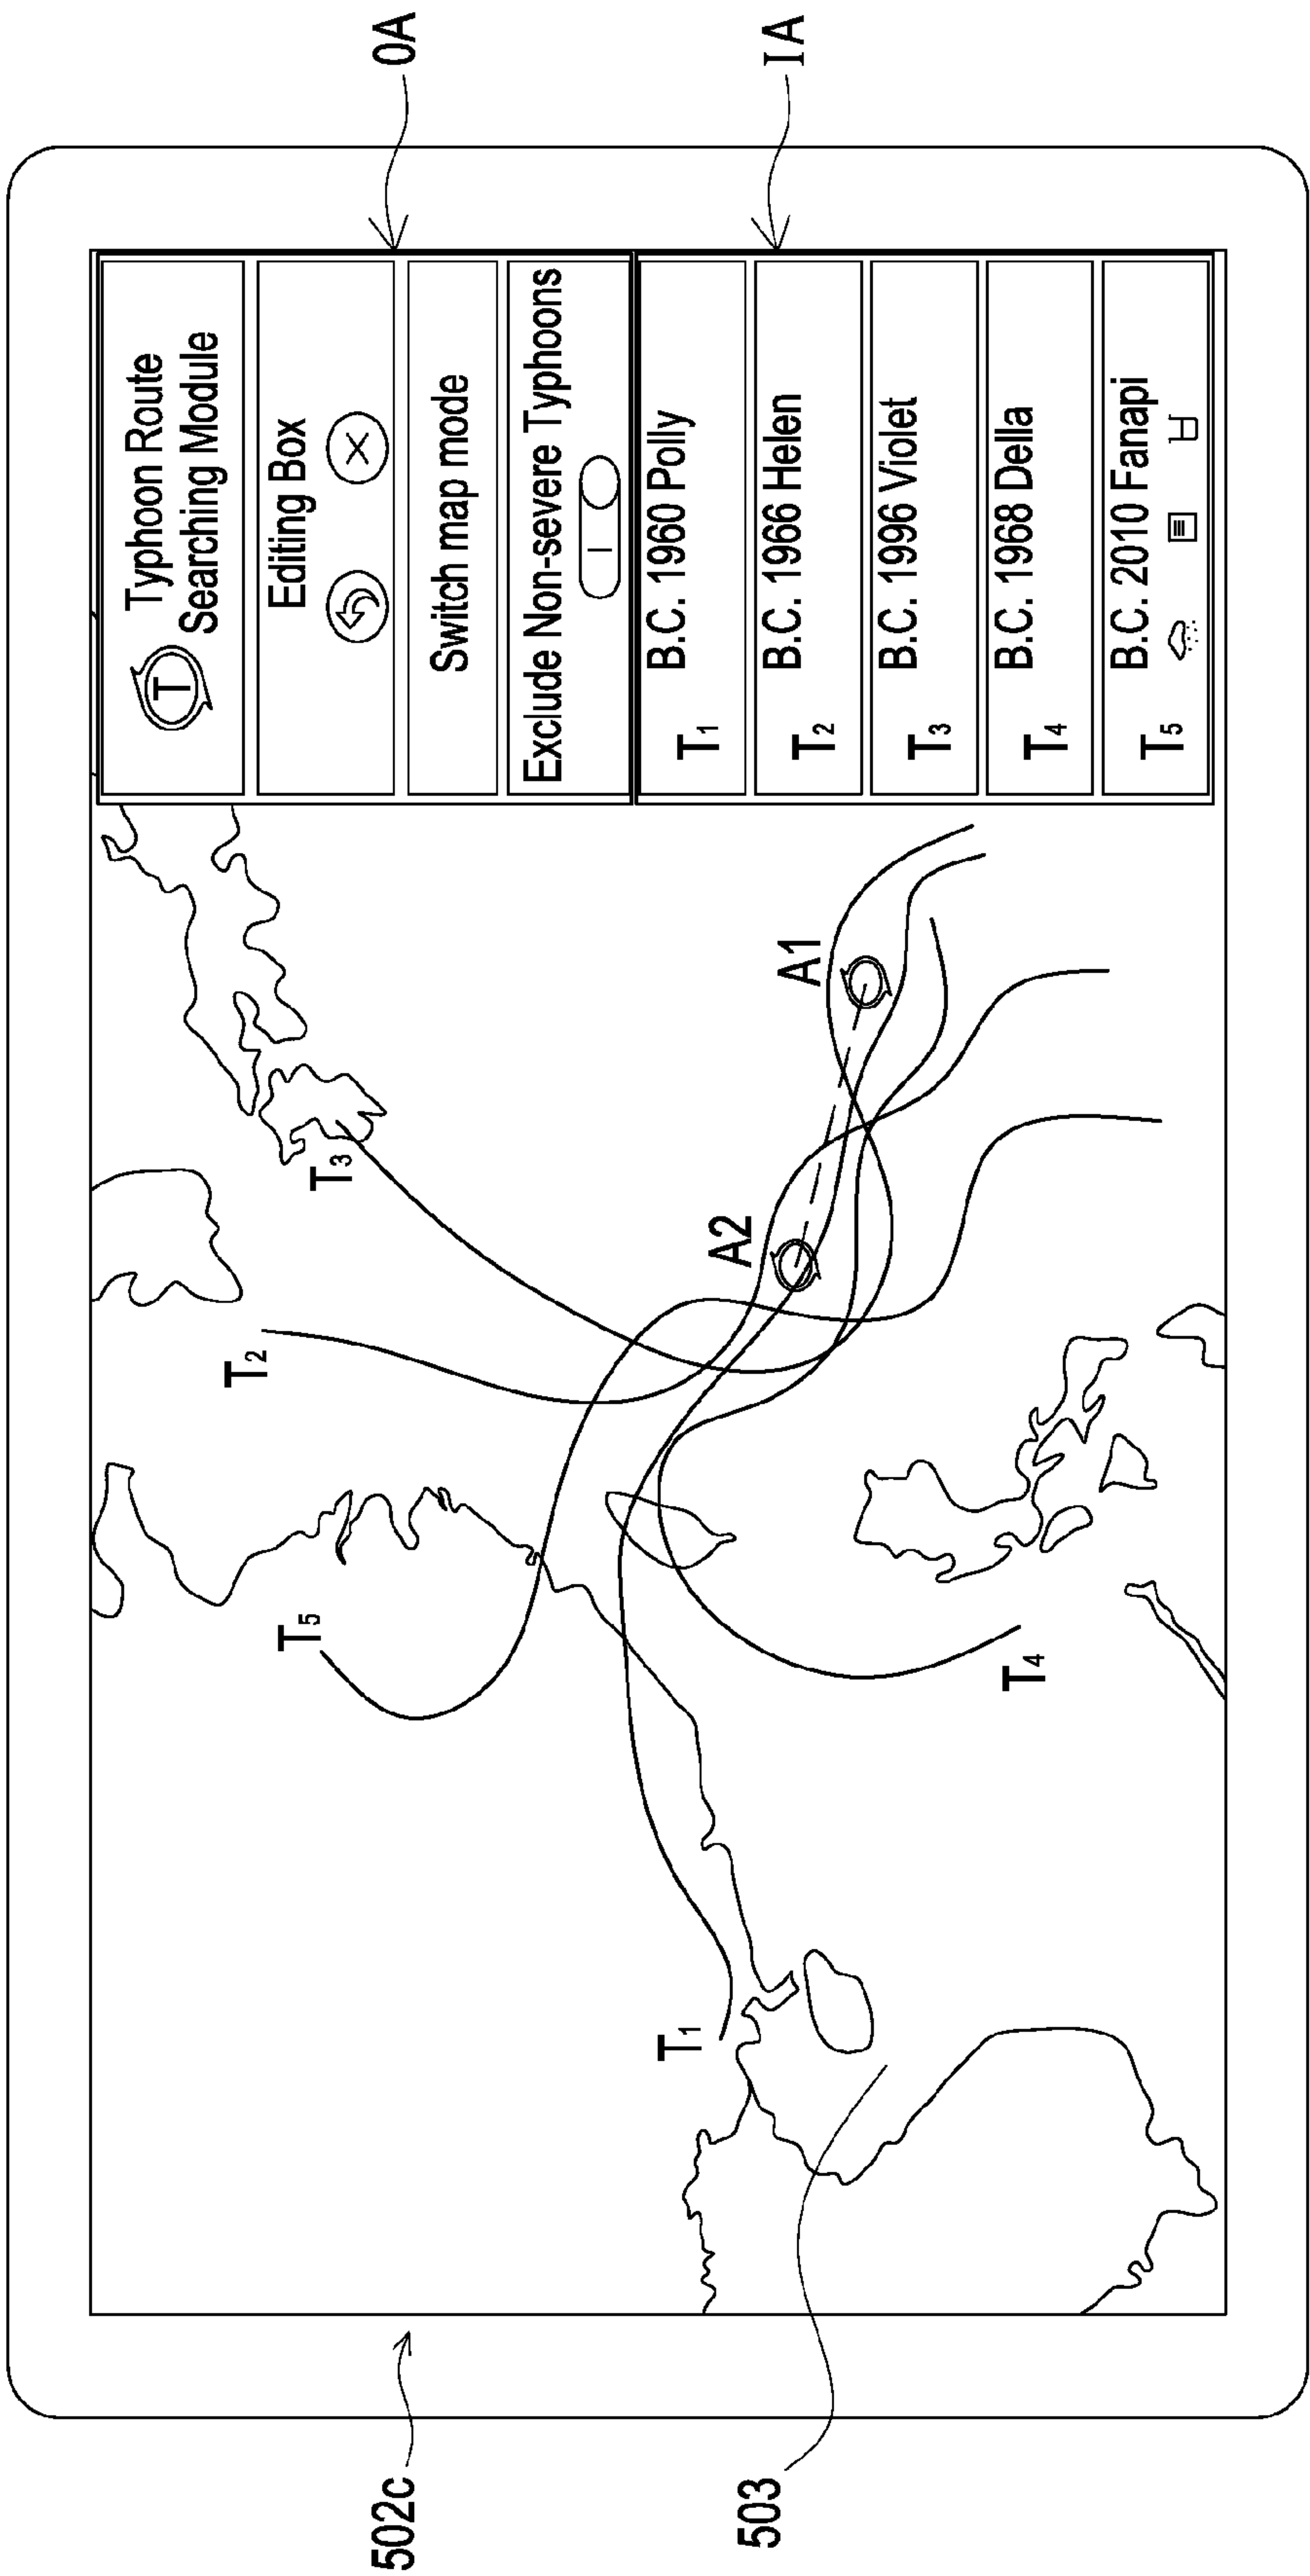 OA
IA
T Typhoon Route
Searching Module
Editing Box
Switch map mode
Exclude Non-severe Typhoons
T1 B.C. 1960 Polly
T2 B.C. 1966 Helen
T3 B.C. 1996 Violet
T4 B.C. 1968 Della
T5 B.C. 2010 Fanapi
A1
A2
T3
T2
T5
T4
T1
502c
503